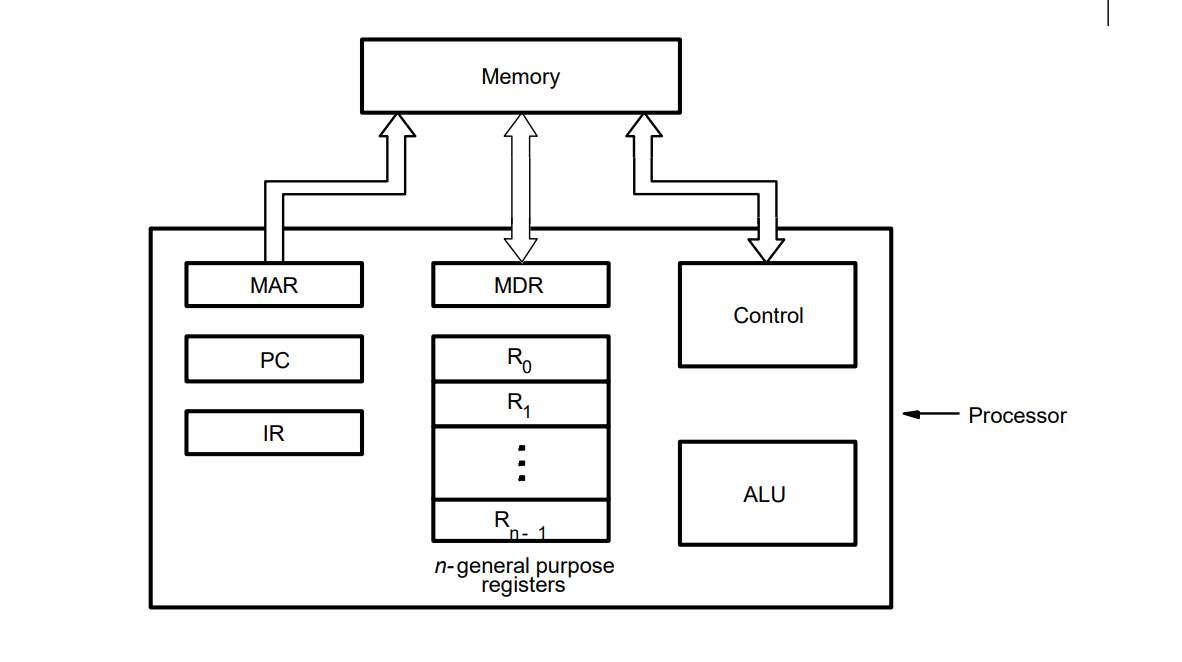 Memory
MAR
MDR
Control
PC
R0
R1
IR
Processor
ALU
Rn- 1
n-general purpose
registers